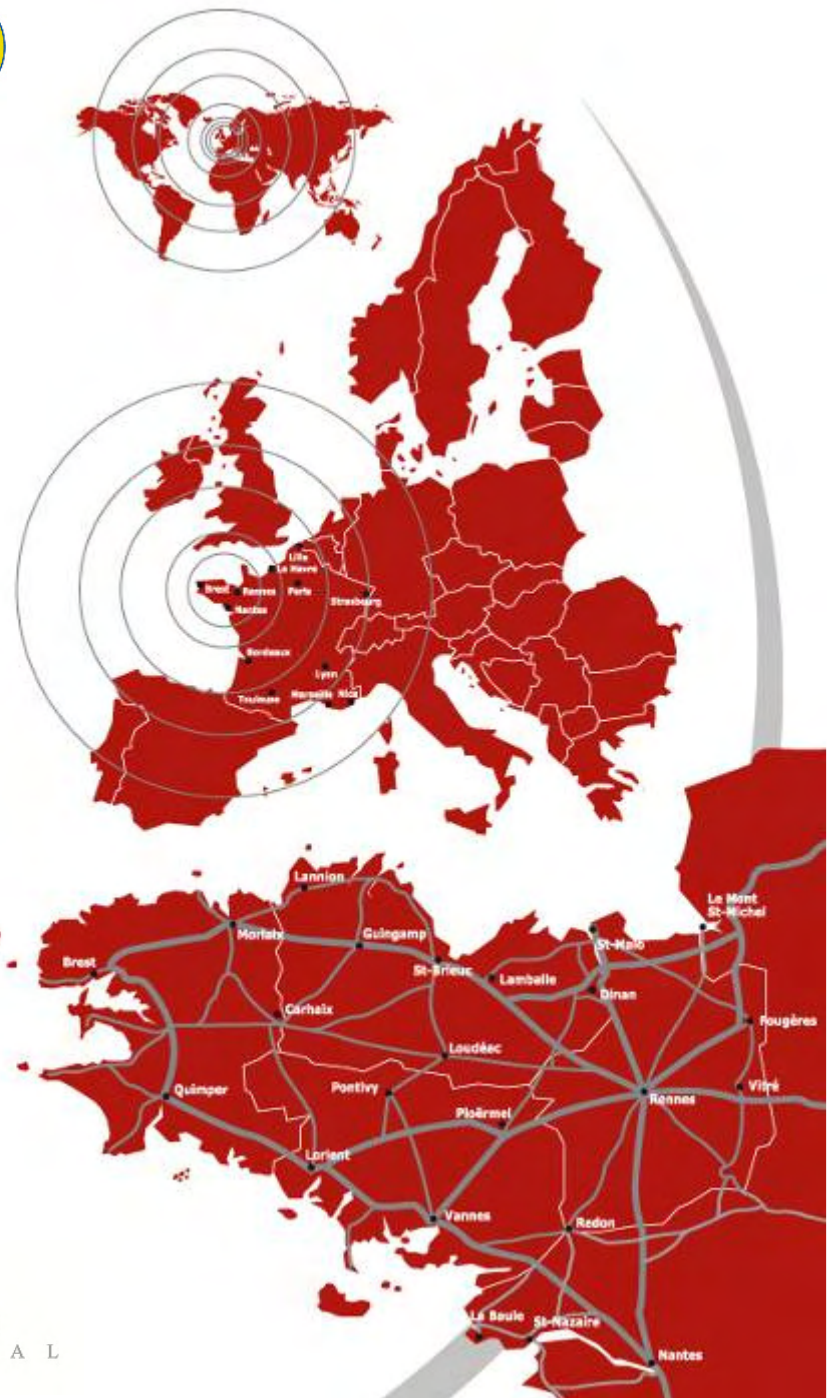 Lille
Le Havre
Brest
Rennes
Paris
Strasbourg
Nantes
Bordeaux
Lyon
Toulouse
Marseille
Nice
Lannion
Le Mont
St-Michel
Morlaix
Guingamp
St-Malo
Brest
St-Brieuc
Lamballe
Dinan
Carhaix
Fougères
Loudéac
Quimper
Pontivy
Rennes
Vitré
Ploërmel
Lorient
Vannes
Redon
La Baule
St-Nazaire
Nantes
A L